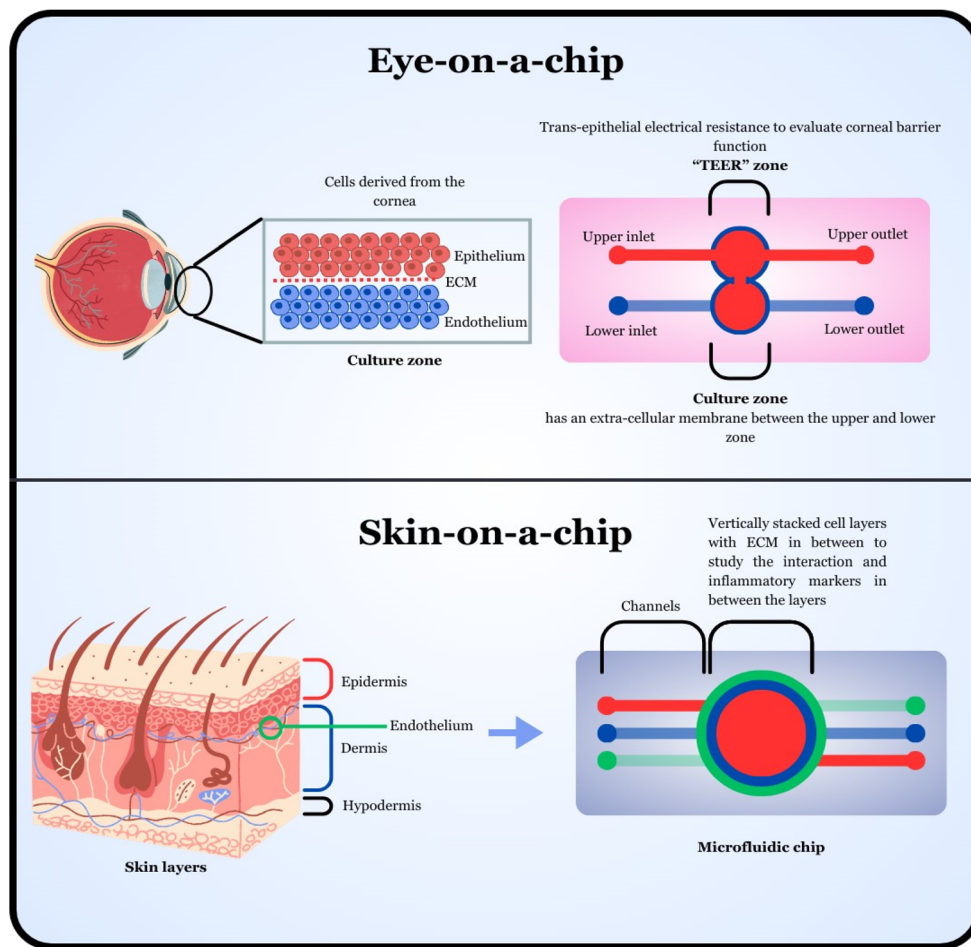 Eye-on-a-chip
Trans-epithelial electrical resistance to evaluate corneal barrier
function
“TEER” zone
Cells derived from the
cornea
Epithelium
ECM
Endothelium
Culture zone
Upper inlet
Upper outlet
Lower inlet
Lower outlet
Culture zone
has an extra-cellular membrane between the upper and lower
zone
Skin-on-a-chip
Vertically stacked cell layers
with ECM in between to
study the interaction and
inflammatory markers in
between the layers
Channels
Epidermis
Endothelium
Dermis
Hypodermis
Skin layers
Microfluidic chip